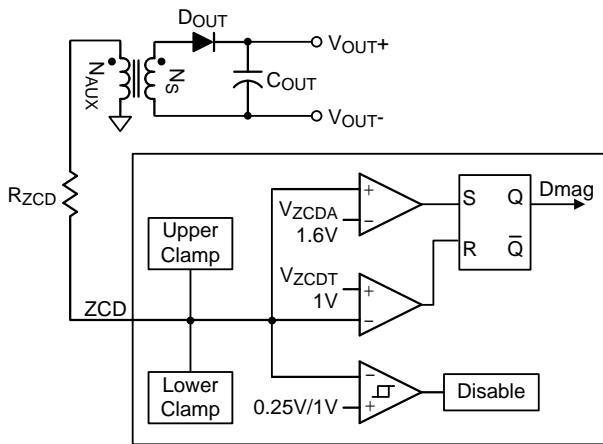 DOUT
VOUT+
NAUX
NS
COUT
VOUT-
RZCD
Upper
Clamp
ZCD
Lower
Clamp
+
VZCDA
-
1.6V
S
Q
Dmag
R
Q̅
VZCDT
+
1V
-
-
0.25V/1V
+
Disable